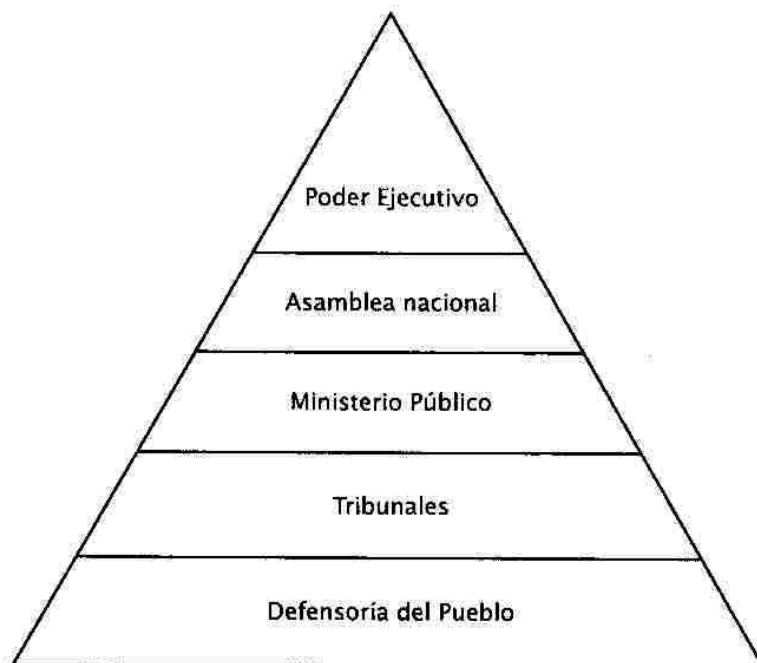 Poder Ejecutivo
Asamblea nacional
Ministerio Público
Tribunales
Defensoría del Pueblo